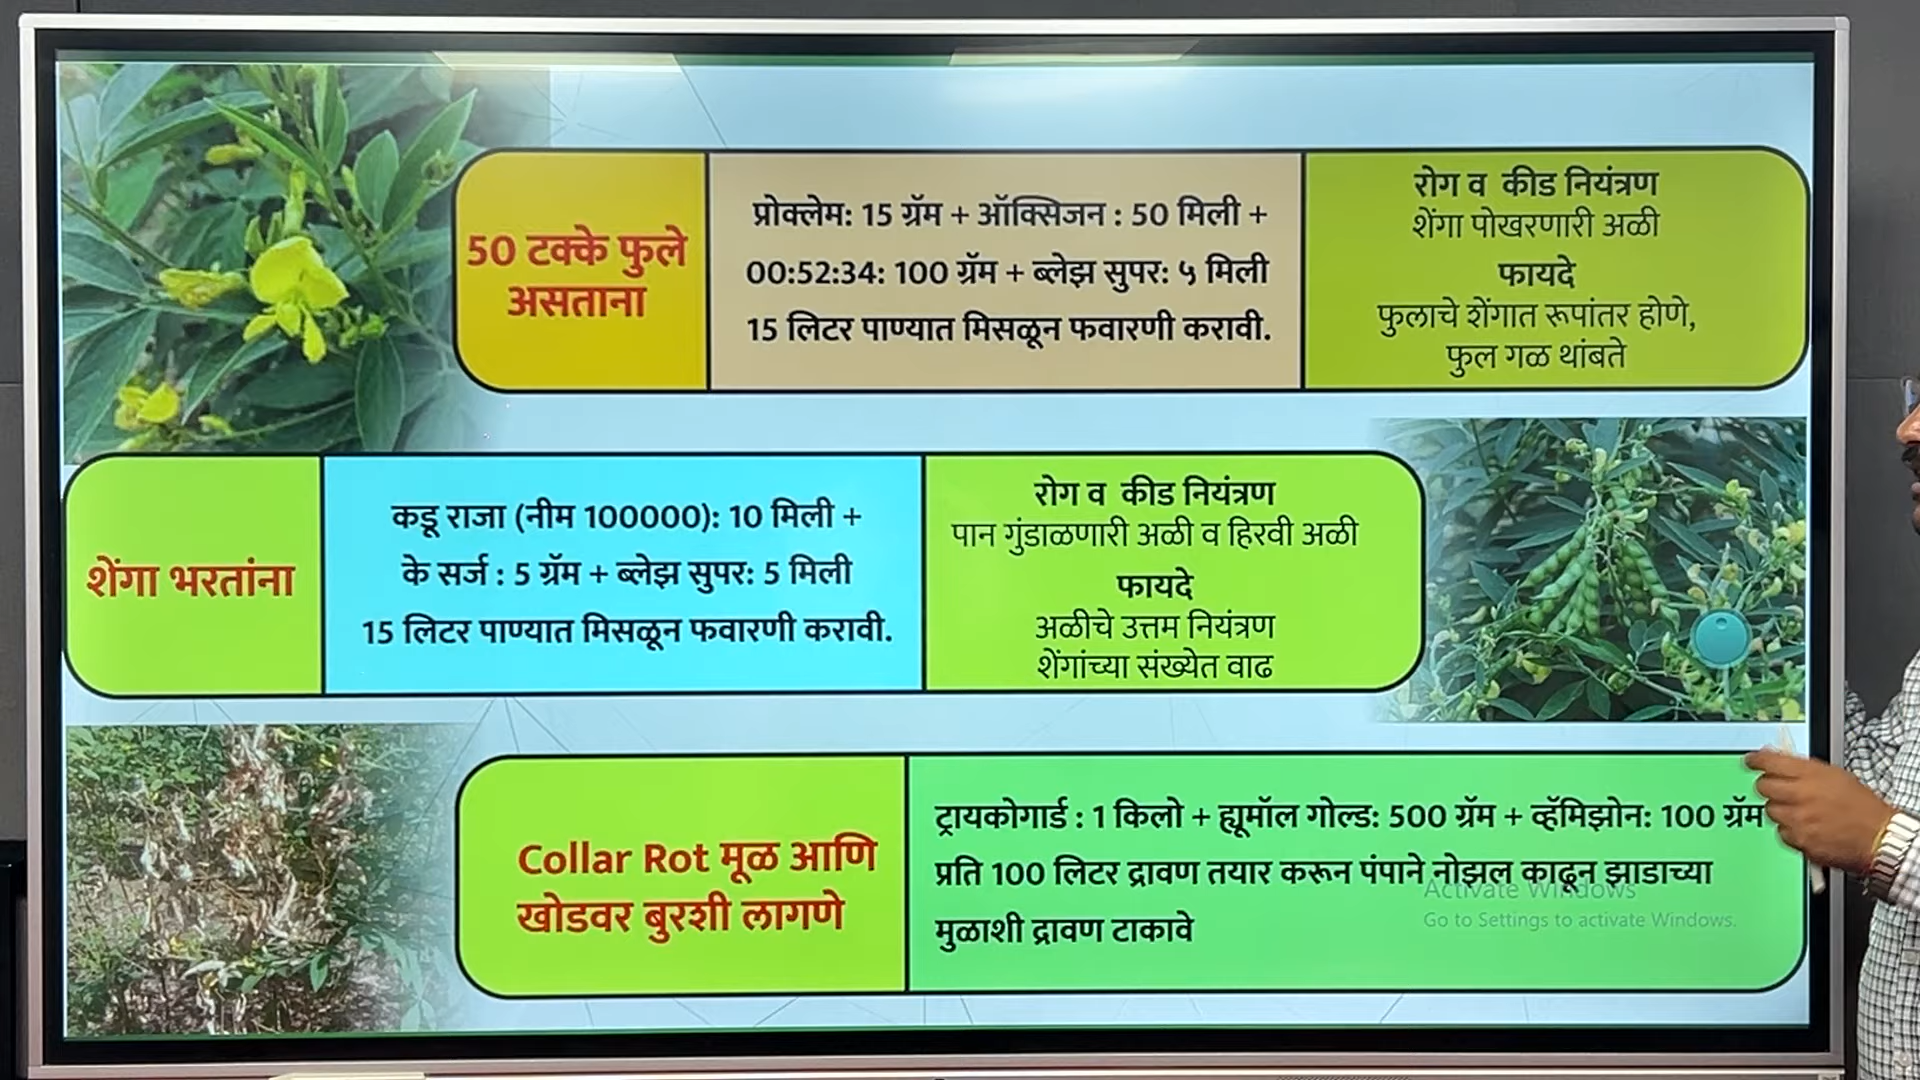 50 टक्के फुले
असताना
प्रोक्लेम: 15 ग्रॅम + ऑक्सिजन : 50 मिली +
00:52:34: 100 ग्रॅम + ब्लेझ सुपर: ५ मिली
15 लिटर पाण्यात मिसळून फवारणी करावी.
रोग व कीड नियंत्रण
शेंगा पोखरणारी अळी
फायदे
फुलाचे शेंगात रूपांतर होणे,
फुल गळ थांबते
शेंगा भरतांना
कडू राजा (नीम 100000): 10 मिली +
के सर्ज : 5 ग्रॅम + ब्लेझ सुपर: 5 मिली
15 लिटर पाण्यात मिसळून फवारणी करावी.
रोग व कीड नियंत्रण
पान गुंडाळणारी अळी व हिरवी अळी
फायदे
अळीचे उत्तम नियंत्रण
शेंगांच्या संख्येत वाढ
Collar Rot मूळ आणि
खोडवर बुरशी लागणे
ट्रायकोगार्ड : 1 किलो + ह्यूमॉल गोल्ड: 500 ग्रॅम + व्हॅमिझोन: 100 ग्रॅम
प्रति 100 लिटर द्रावण तयार करून पंपाने नोझल काढून झाडाच्या
मुळाशी द्रावण टाकावे
Activate Windows
Go to Settings to activate Windows.